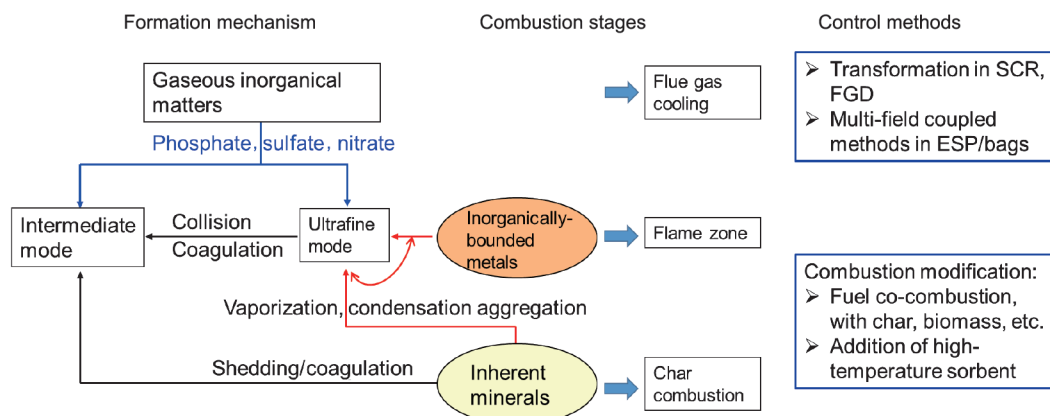 Formation mechanism
Combustion stages
Control methods
Gaseous inorganical
matters
Flue gas
cooling
➤ Transformation in SCR,
FGD
➤ Multi-field coupled
methods in ESP/bags
Phosphate, sulfate, nitrate
Intermediate
mode
Collision
Coagulation
Ultrafine
mode
Inorganically-
bounded
metals
Flame zone
Vaporization, condensation aggregation
Combustion modification:
➤ Fuel co-combustion,
with char, biomass, etc.
➤ Addition of high-
temperature sorbent
Shedding/coagulation
Inherent
minerals
Char
combustion